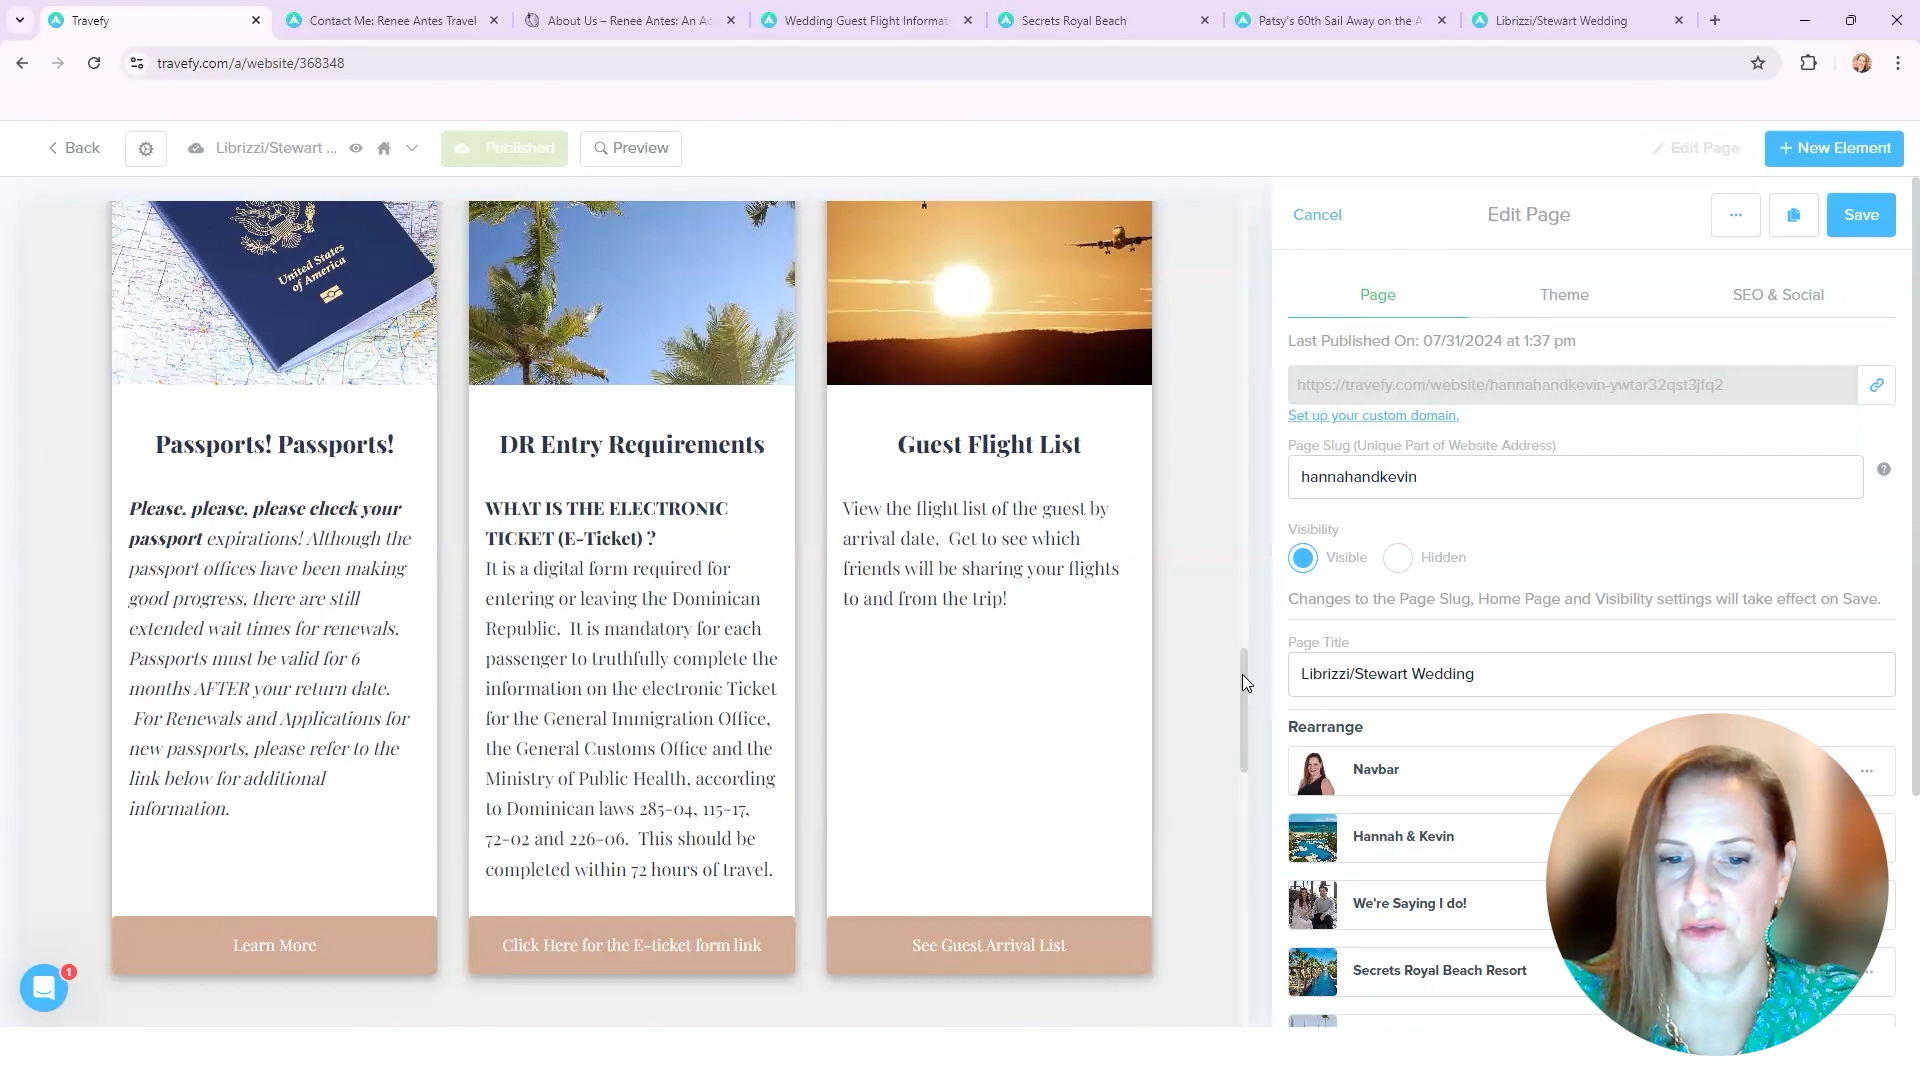 Travefy
Contact Me: Renee Antes Travel
About Us – Renee Antes: An Ac
Wedding Guest Flight Informat
Secrets Royal Beach
Patsy's 60th Sail Away on the A
Librizzi/Stewart Wedding
travefy.com/a/website/368348
Back
Librizzi/Stewart ...
Published
Preview
Edit Page
+ New Element
Cancel
Edit Page
...
Save
Page
Theme
SEO & Social
Last Published On: 07/31/2024 at 1:37 pm
https://travefy.com/website/hannahandkevin-ywtar32qst3jfq2
Set up your custom domain.
Page Slug (Unique Part of Website Address)
hannahandkevin
?
Visibility
Visible
Hidden
Changes to the Page Slug, Home Page and Visibility settings will take effect on Save.
Page Title
Librizzi/Stewart Wedding
Rearrange
Navbar
...
Hannah & Kevin
We're Saying I do!
Secrets Royal Beach Resort
United States
of America
Passports! Passports!
Please, please, please check your
passport expirations! Although the
passport offices have been making
good progress, there are still
extended wait times for renewals.
Passports must be valid for 6
months AFTER your return date.
For Renewals and Applications for
new passports, please refer to the
link below for additional
information.
Learn More
DR Entry Requirements
WHAT IS THE ELECTRONIC
TICKET (E-Ticket) ?
It is a digital form required for
entering or leaving the Dominican
Republic.  It is mandatory for each
passenger to truthfully complete the
information on the electronic Ticket
for the General Immigration Office,
the General Customs Office and the
Ministry of Public Health, according
to Dominican laws 285-04, 115-17,
72-02 and 226-06.  This should be
completed within 72 hours of travel.
Click Here for the E-ticket form link
Guest Flight List
View the flight list of the guest by
arrival date.  Get to see which
friends will be sharing your flights
to and from the trip!
See Guest Arrival List
1